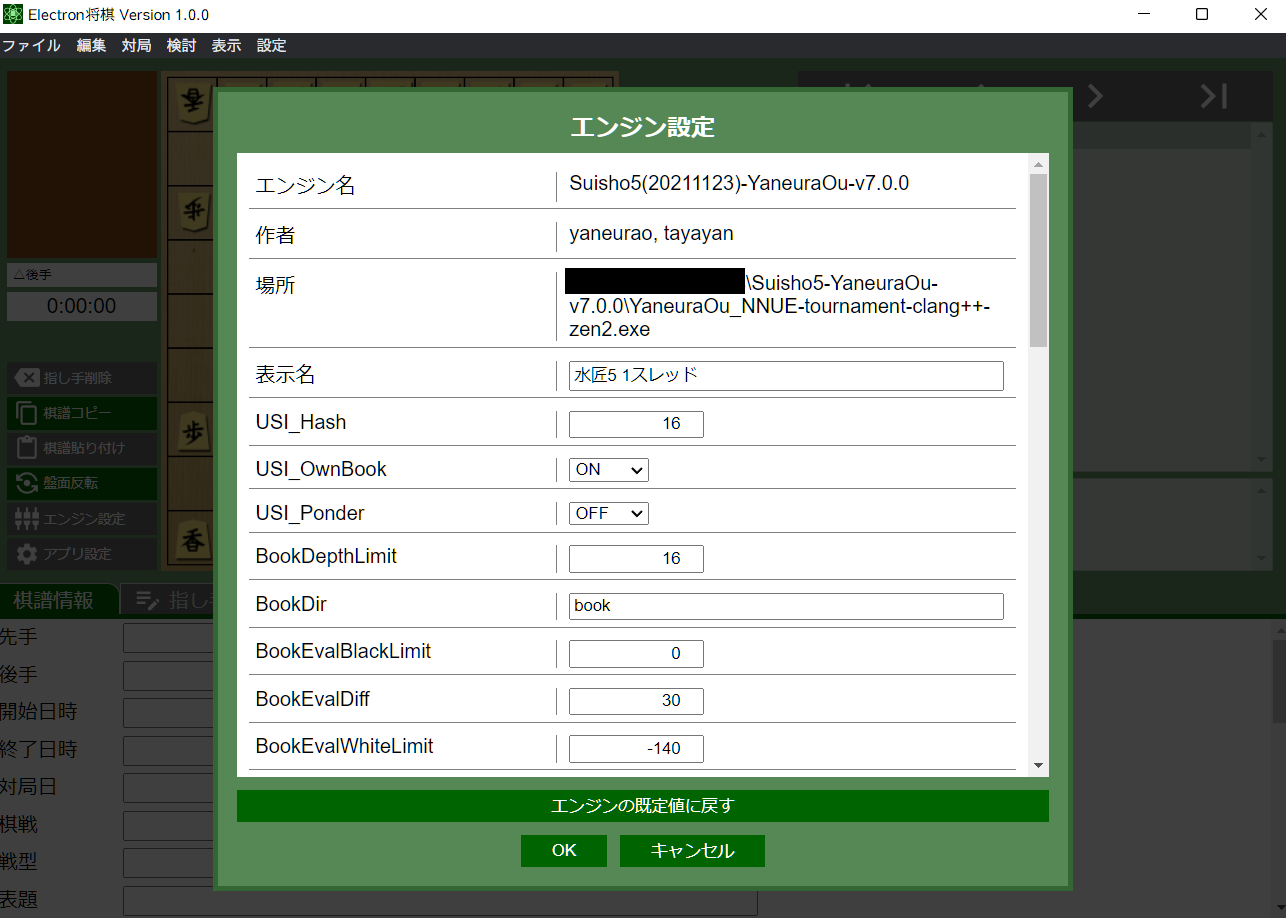 Electron将棋 Version 1.0.0
ファイル 編集 対局 検討 表示 設定
香
歩
△後手
0:00:00
指し手削除
棋譜コピー
歩
棋譜貼り付け
盤面反転
エンジン設定
香
アプリ設定
棋譜情報
指し
先手
後手
開始日時
終了日時
対局日
棋戦
戦型
表題
エンジン設定
エンジン名 Suisho5(20211123)-YaneuraOu-v7.0.0
作者 yaneurao, tayayan
場所 \Suisho5-YaneuraOu-
v7.0.0\YaneuraOu_NNUE-tournament-clang++-
zen2.exe
表示名 水匠5 1スレッド
USI_Hash 16
USI_OwnBook ON
USI_Ponder OFF
BookDepthLimit 16
BookDir book
BookEvalBlackLimit 0
BookEvalDiff 30
BookEvalWhiteLimit -140
エンジンの既定値に戻す
OK キャンセル